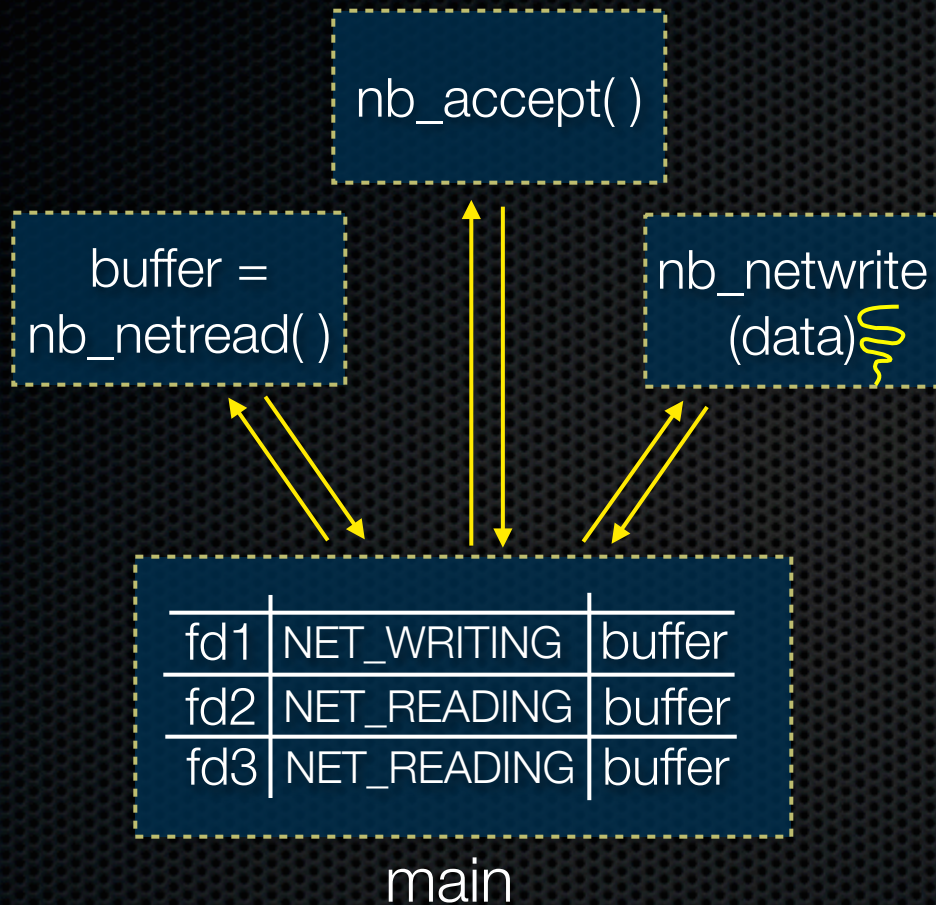 nb_accept( )
buffer =
nb_netread( )
nb_netwrite
(data)
fd1 NET_WRITING buffer
fd2 NET_READING buffer
fd3 NET_READING buffer
main